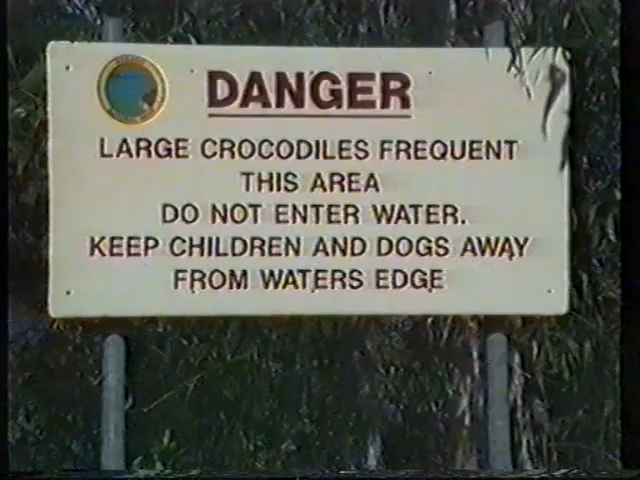 DANGER
LARGE CROCODILES FREQUENT
THIS AREA
DO NOT ENTER WATER.
KEEP CHILDREN AND DOGS AWAY
FROM WATERS EDGE